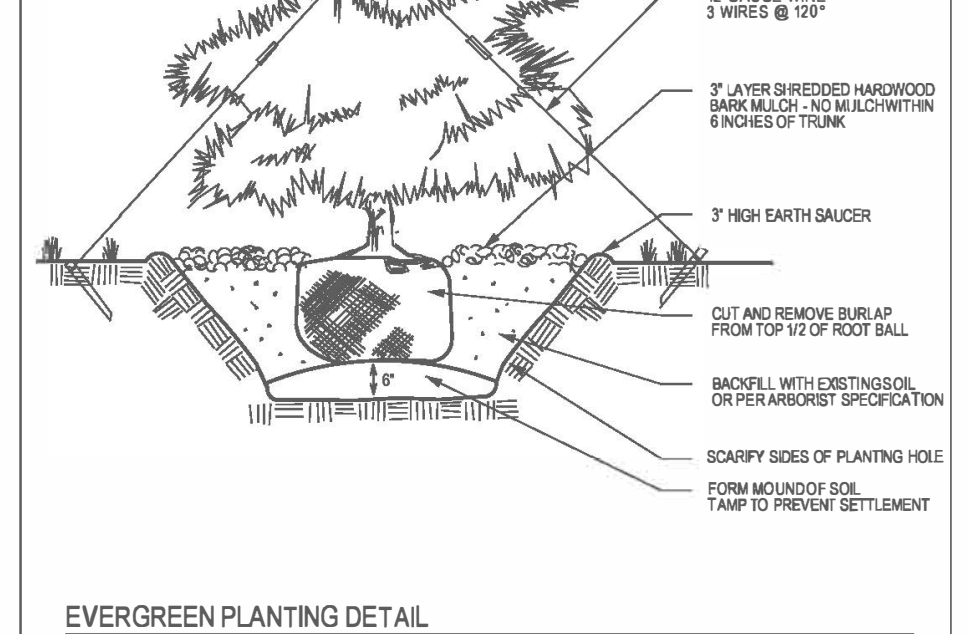 3 WIRES @ 120°
3" LAYER SHREDDED HARDWOOD
BARK MULCH - NO MULCHWITHIN
6 INCHES OF TRUNK
3" HIGH EARTH SAUCER
CUT AND REMOVE BURLAP
FROM TOP 1/2 OF ROOT BALL
6"
BACKFILL WITH EXISTINGSOIL
OR PER ARBORIST SPECIFICATION
SCARIFY SIDES OF PLANTING HOLE
FORM MOUNDOF SOIL
TAMP TO PREVENT SETTLEMENT
EVERGREEN PLANTING DETAIL